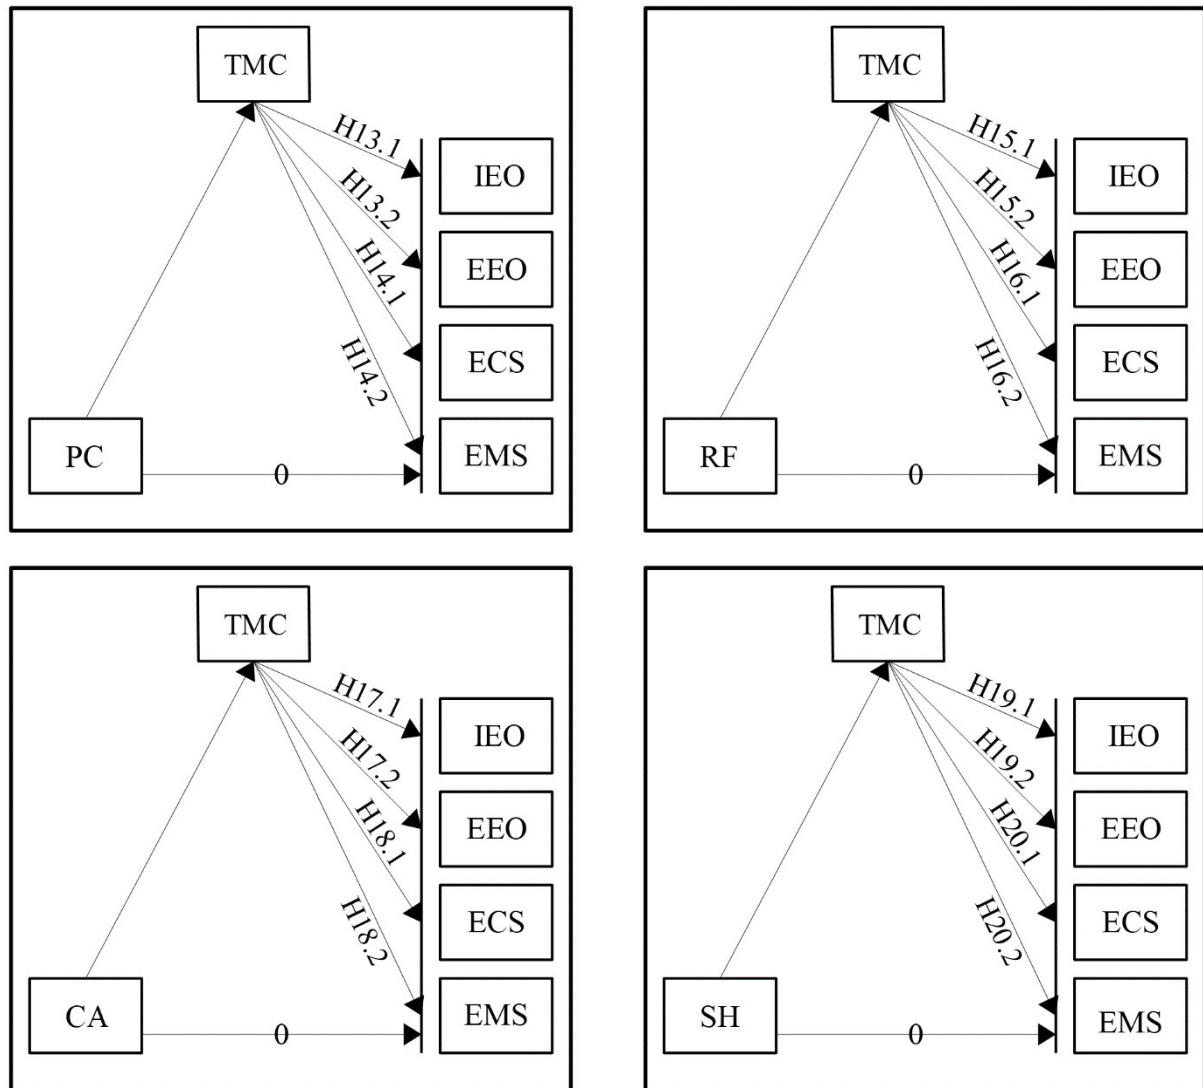 TMC
H13.1
H13.2
H14.1
H14.2
IEO
EEO
ECS
EMS
PC
0
TMC
H15.1
H15.2
H16.1
H16.2
IEO
EEO
ECS
EMS
RF
0
TMC
H17.1
H17.2
H18.1
H18.2
IEO
EEO
ECS
EMS
CA
0
TMC
H19.1
H19.2
H20.1
H20.2
IEO
EEO
ECS
EMS
SH
0